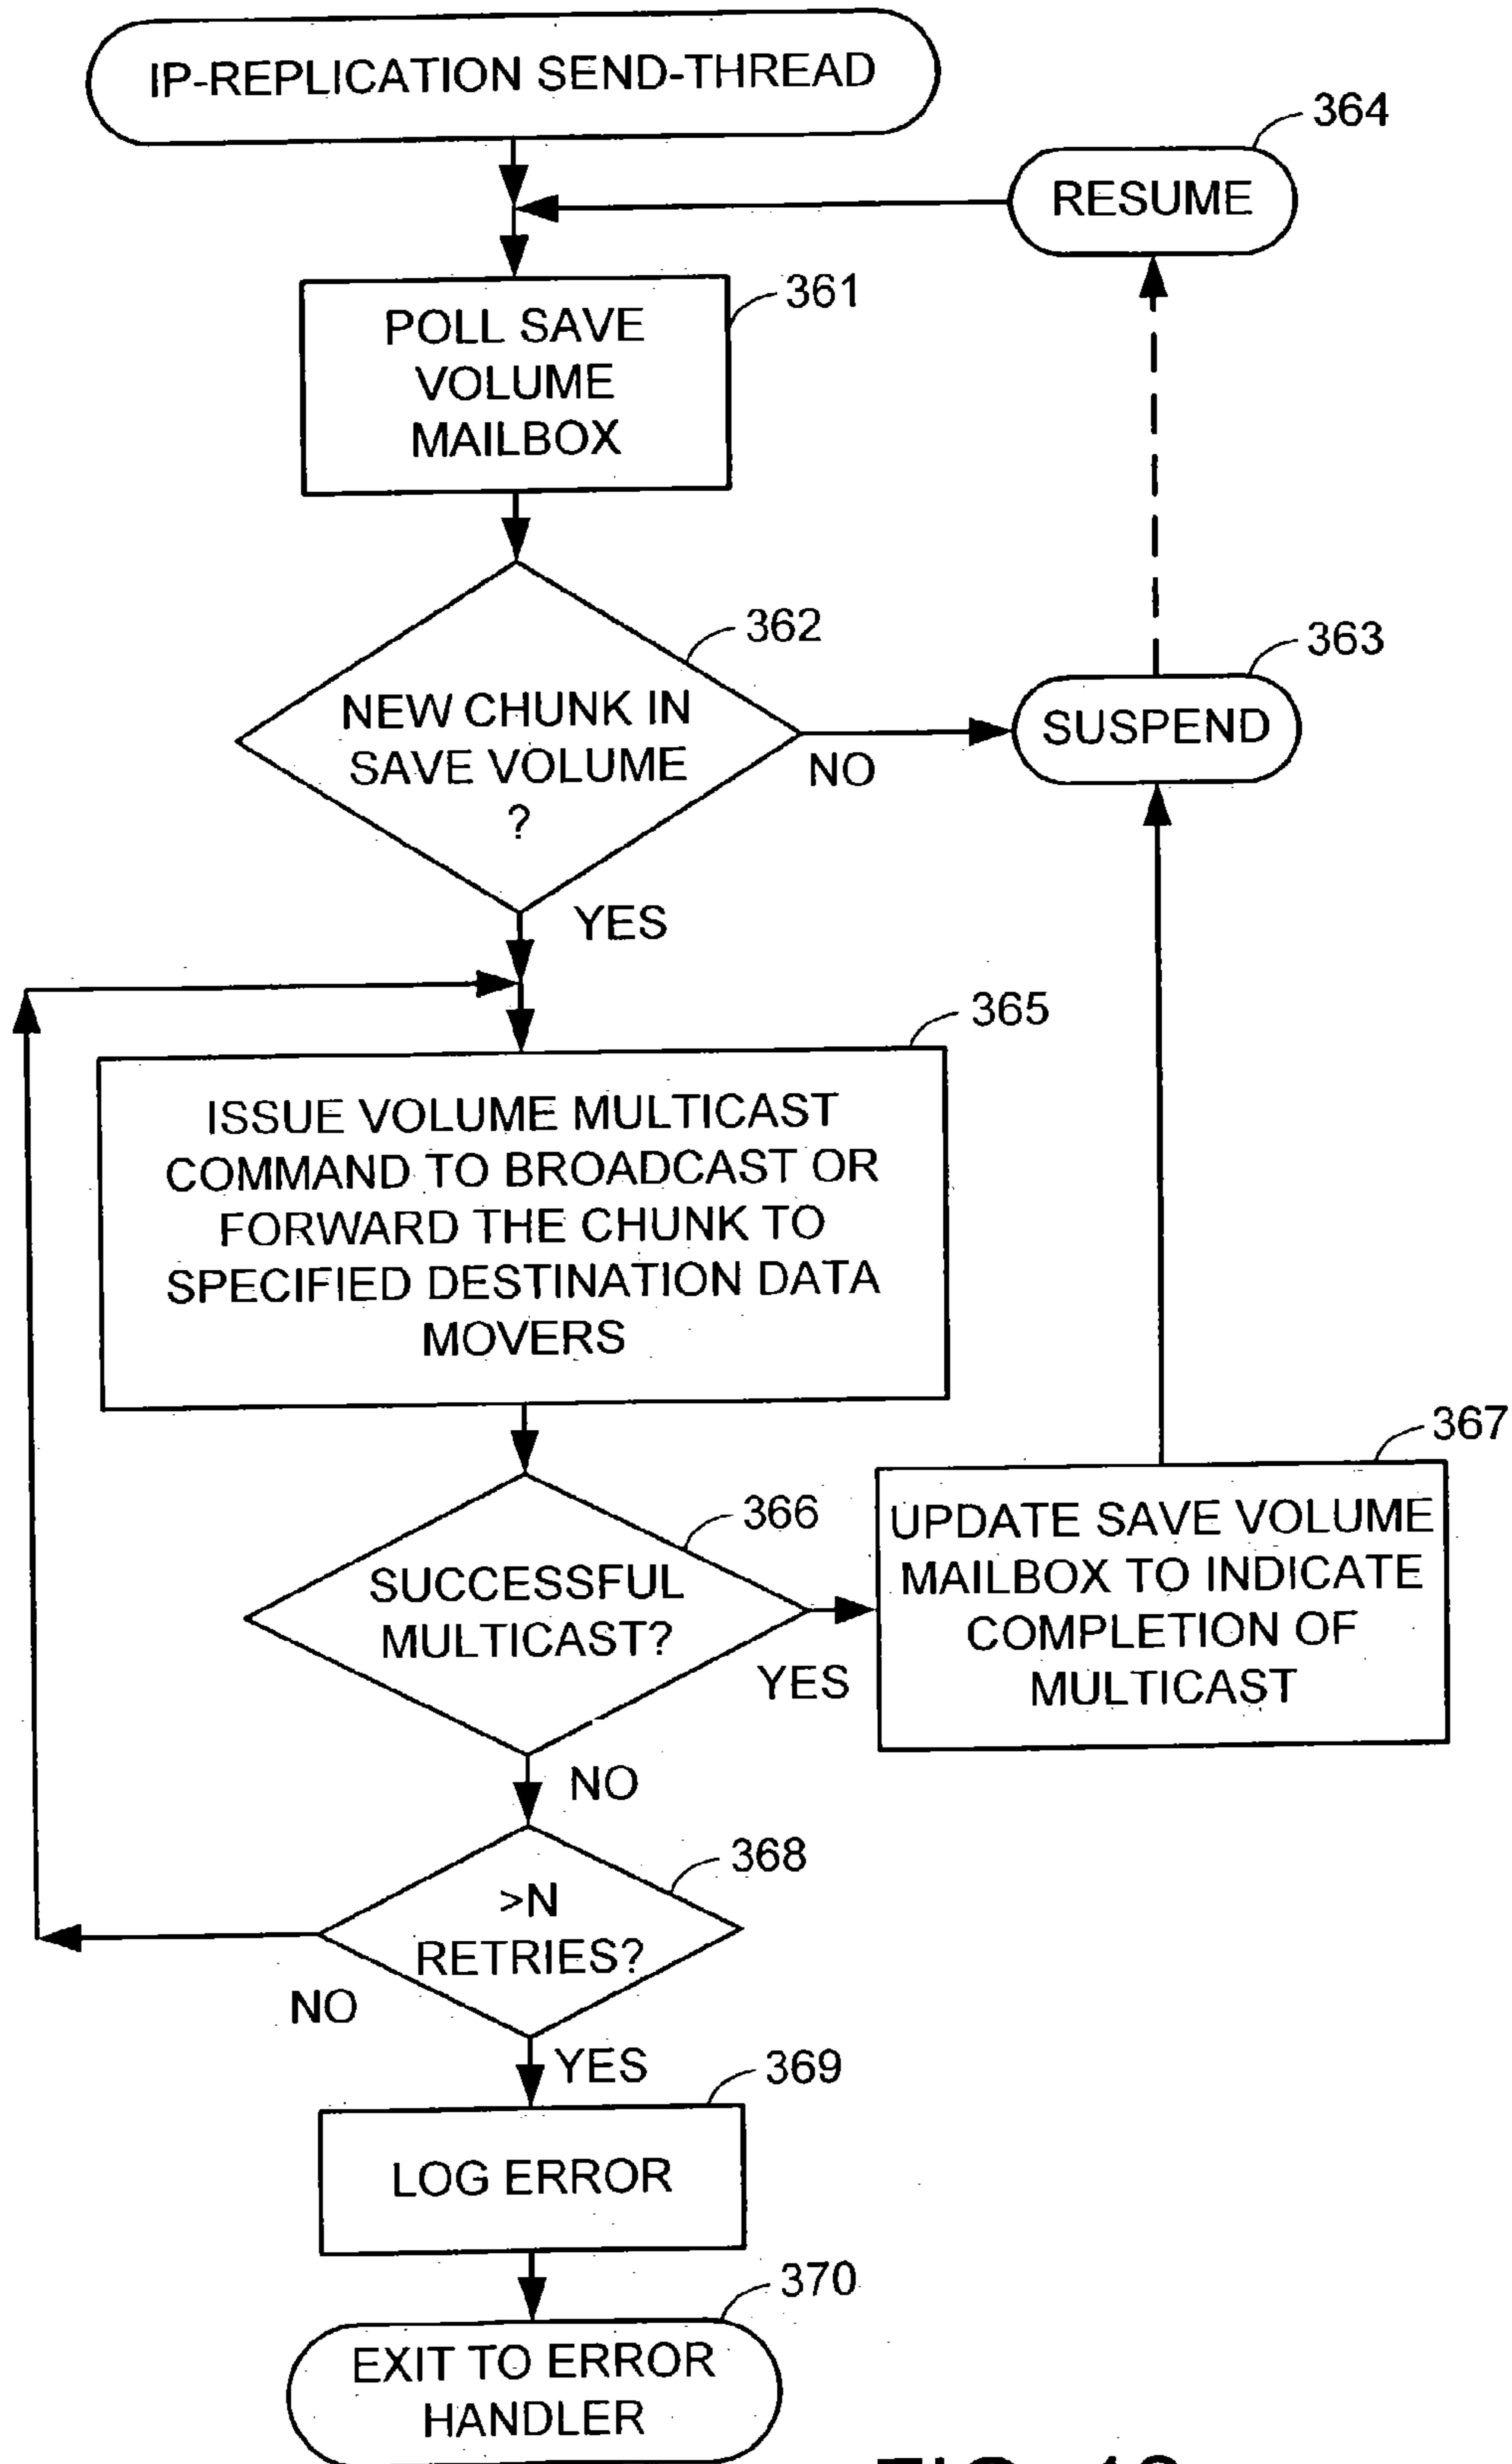 IP-REPLICATION SEND-THREAD
364
RESUME
361
POLL SAVE
VOLUME
MAILBOX
362
NEW CHUNK IN
SAVE VOLUME
?
NO
363
SUSPEND
YES
365
ISSUE VOLUME MULTICAST
COMMAND TO BROADCAST OR
FORWARD THE CHUNK TO
SPECIFIED DESTINATION DATA
MOVERS
366
SUCCESSFUL
MULTICAST?
YES
367
UPDATE SAVE VOLUME
MAILBOX TO INDICATE
COMPLETION OF
MULTICAST
NO
368
>N
RETRIES?
NO
YES
369
LOG ERROR
370
EXIT TO ERROR
HANDLER